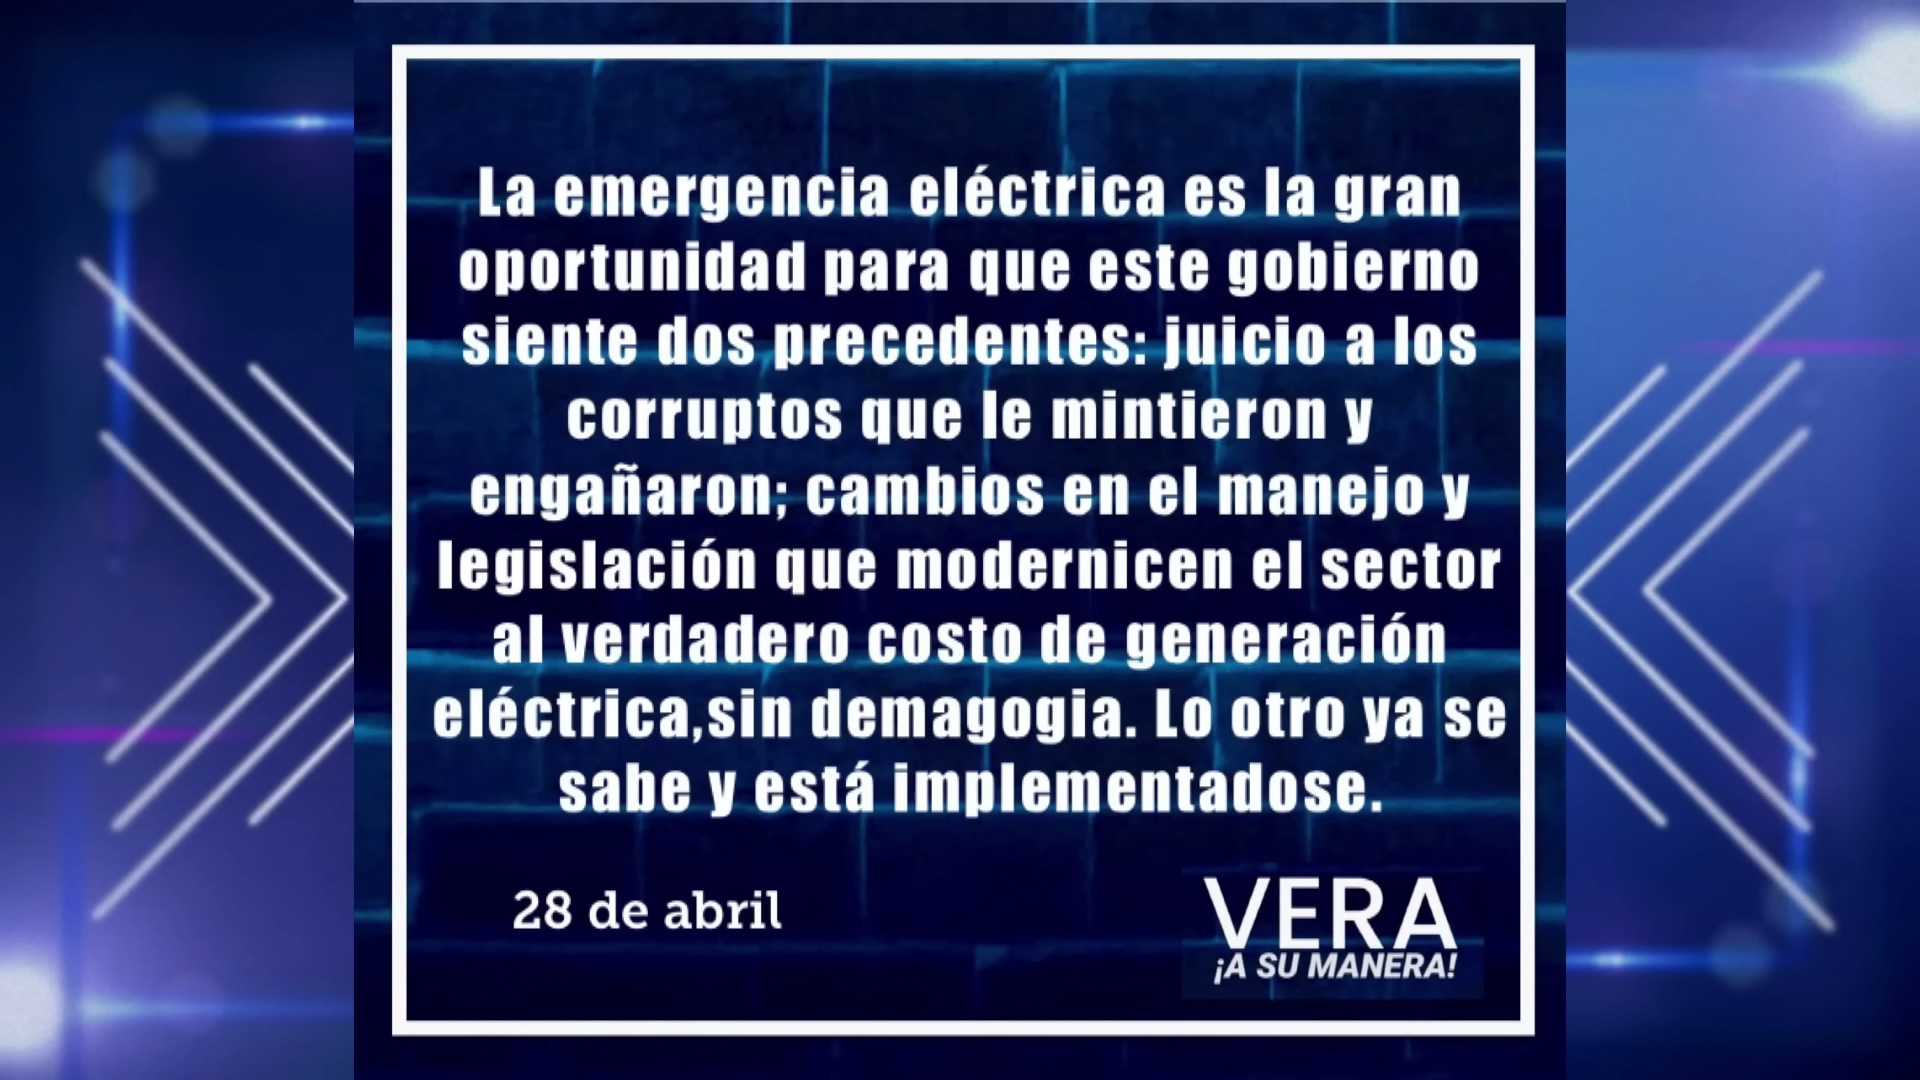 La emergencia eléctrica es la gran
oportunidad para que este gobierno
siente dos precedentes: juicio a los
corruptos que le mintieron y
engañaron; cambios en el manejo y
legislación que modernicen el sector
al verdadero costo de generación
eléctrica,sin demagogia. Lo otro ya se
sabe y está implementadose.
28 de abril
VERA
¡A SU MANERA!